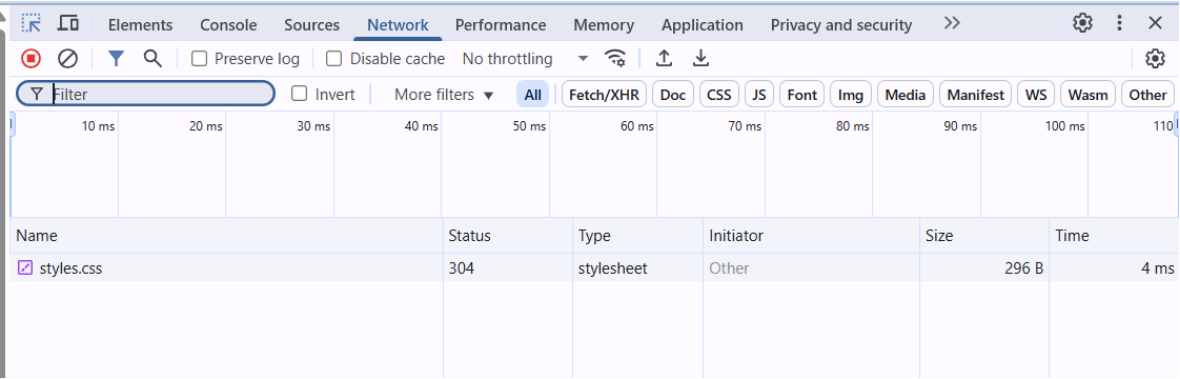 Elements Console Sources Network Performance Memory Application Privacy and security
Preserve log Disable cache No throttling
Filter Invert More filters All Fetch/XHR Doc CSS JS Font Img Media Manifest WS Wasm Other
10 ms 20 ms 30 ms 40 ms 50 ms 60 ms 70 ms 80 ms 90 ms 100 ms 110
Name Status Type Initiator Size Time
styles.css 304 stylesheet Other 296 B 4 ms